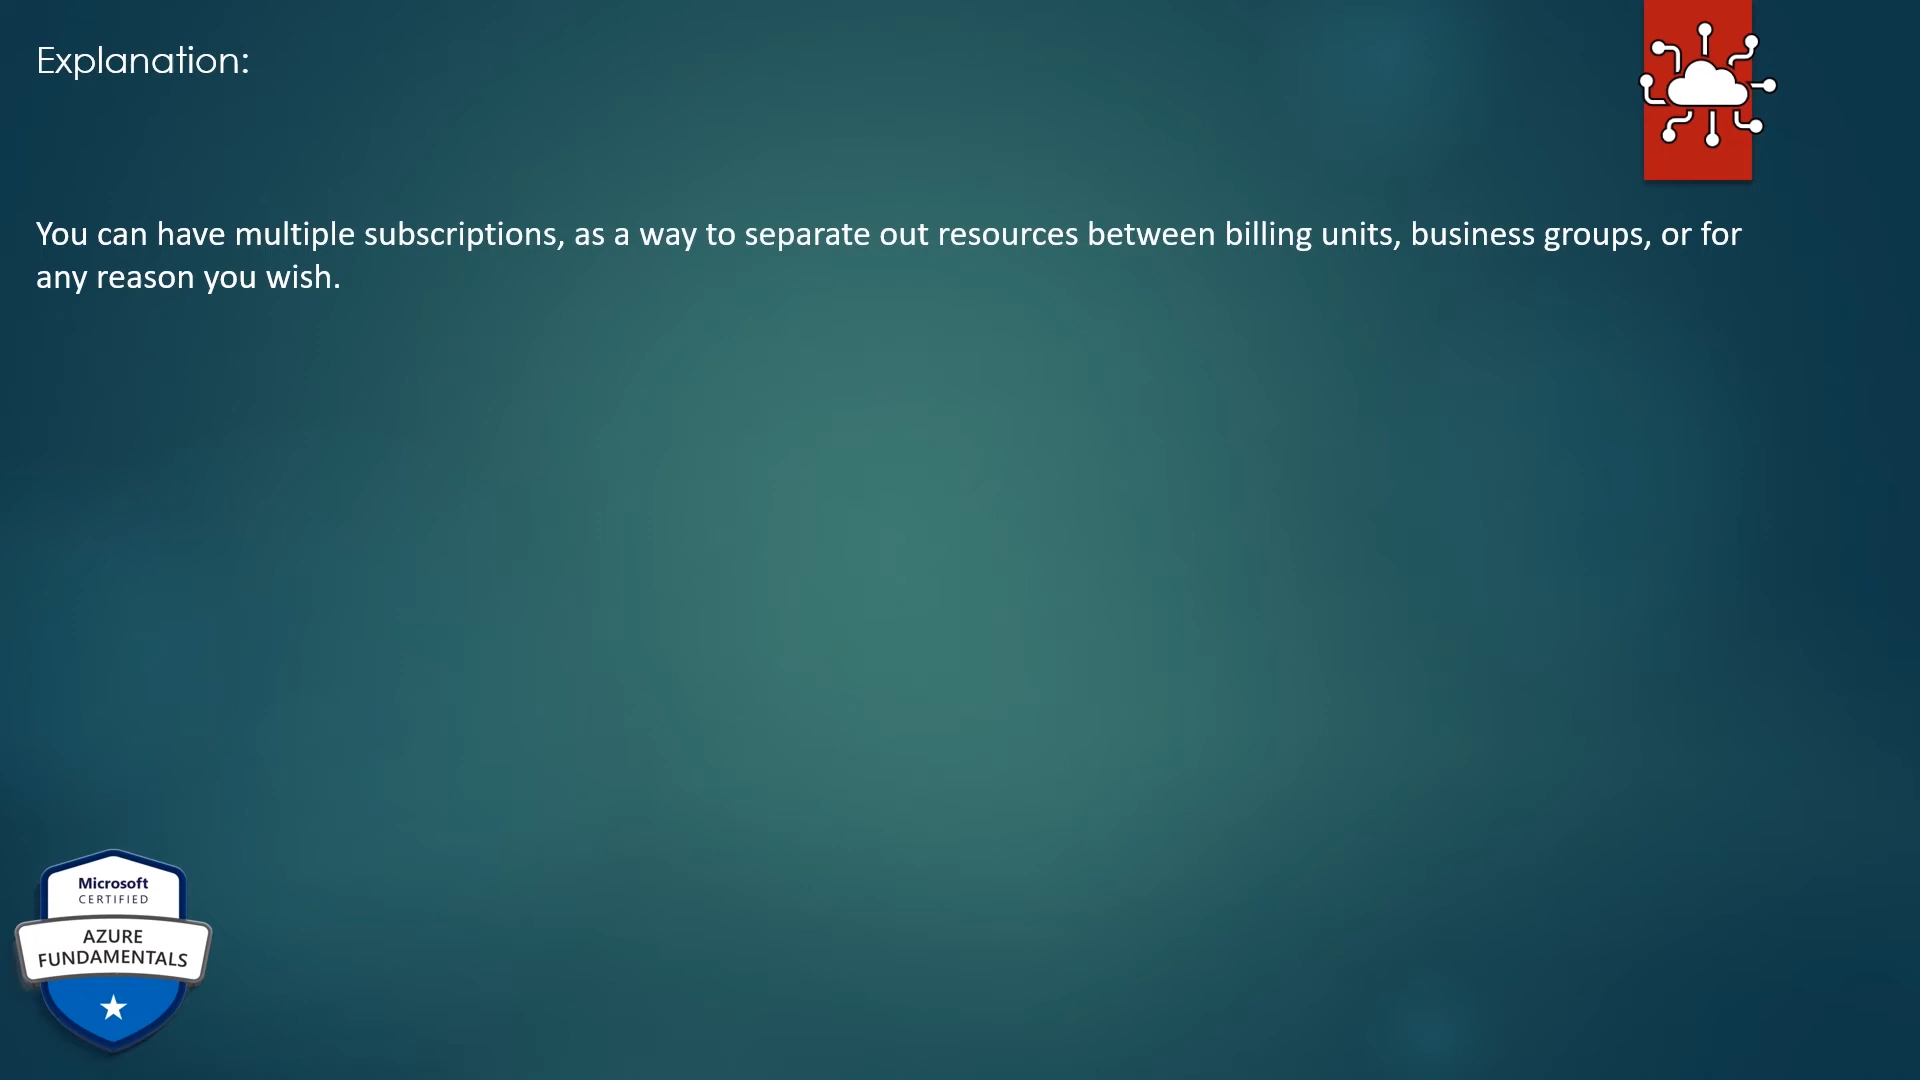 Explanation:
You can have multiple subscriptions, as a way to separate out resources between billing units, business groups, or for
any reason you wish.
Microsoft
CERTIFIED
AZURE
FUNDAMENTALS